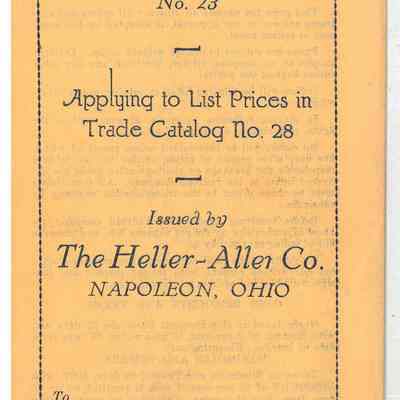 No. 23
Applying to List Prices in
Trade Catalog No. 28
Issued by
The Heller-Aller Co.
NAPOLEON, OHIO
To